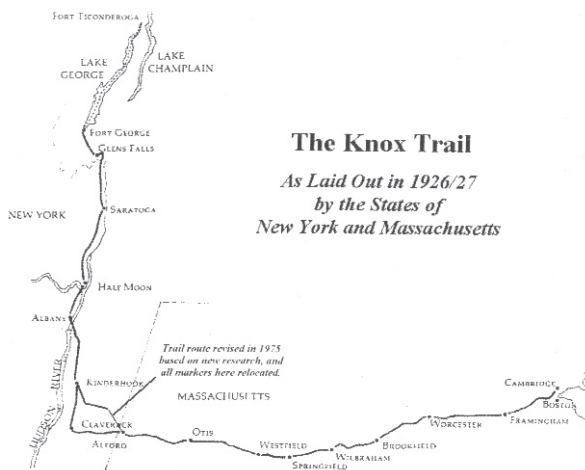 FORT TICONDEROGA
LAKE
GEORGE
LAKE
CHAMPLAIN
FORT GEORGE
GLENS FALLS
The Knox Trail
As Laid Out in 1926/27
by the States of
New York and Massachusetts
NEW YORK
SARATOGA
HALF MOON
ALBANY
Trail route revised in 1975
based on new research, and
all markers here relocated.
HUDSON RIVER
KINDERHOOK
MASSACHUSETTS
CLAVERACK
ALFORD
OTIS
WESTFIELD
SPRINGFIELD
WILBRAHAM
BROOKFIELD
WORCESTER
FRAMINGHAM
CAMBRIDGE
BOSTON